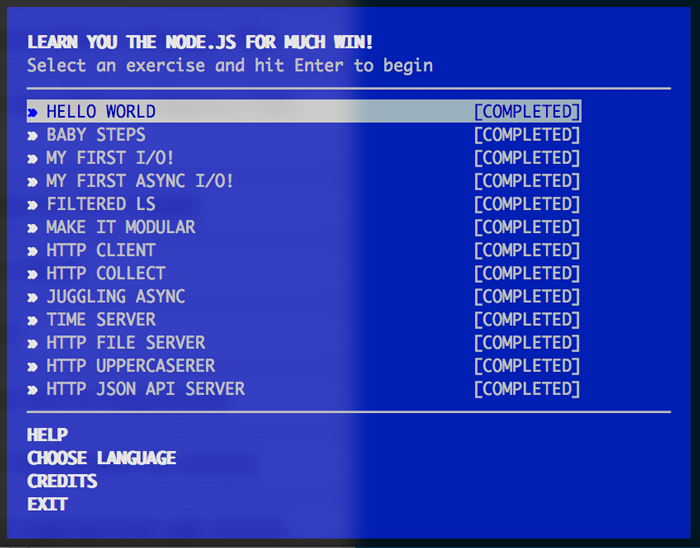 LEARN YOU THE NODE.JS FOR MUCH WIN!
Select an exercise and hit Enter to begin
» HELLO WORLD [COMPLETED]
» BABY STEPS [COMPLETED]
» MY FIRST I/O! [COMPLETED]
» MY FIRST ASYNC I/O! [COMPLETED]
» FILTERED LS [COMPLETED]
» MAKE IT MODULAR [COMPLETED]
» HTTP CLIENT [COMPLETED]
» HTTP COLLECT [COMPLETED]
» JUGGLING ASYNC [COMPLETED]
» TIME SERVER [COMPLETED]
» HTTP FILE SERVER [COMPLETED]
» HTTP UPPERCASERER [COMPLETED]
» HTTP JSON API SERVER [COMPLETED]
HELP
CHOOSE LANGUAGE
CREDITS
EXIT